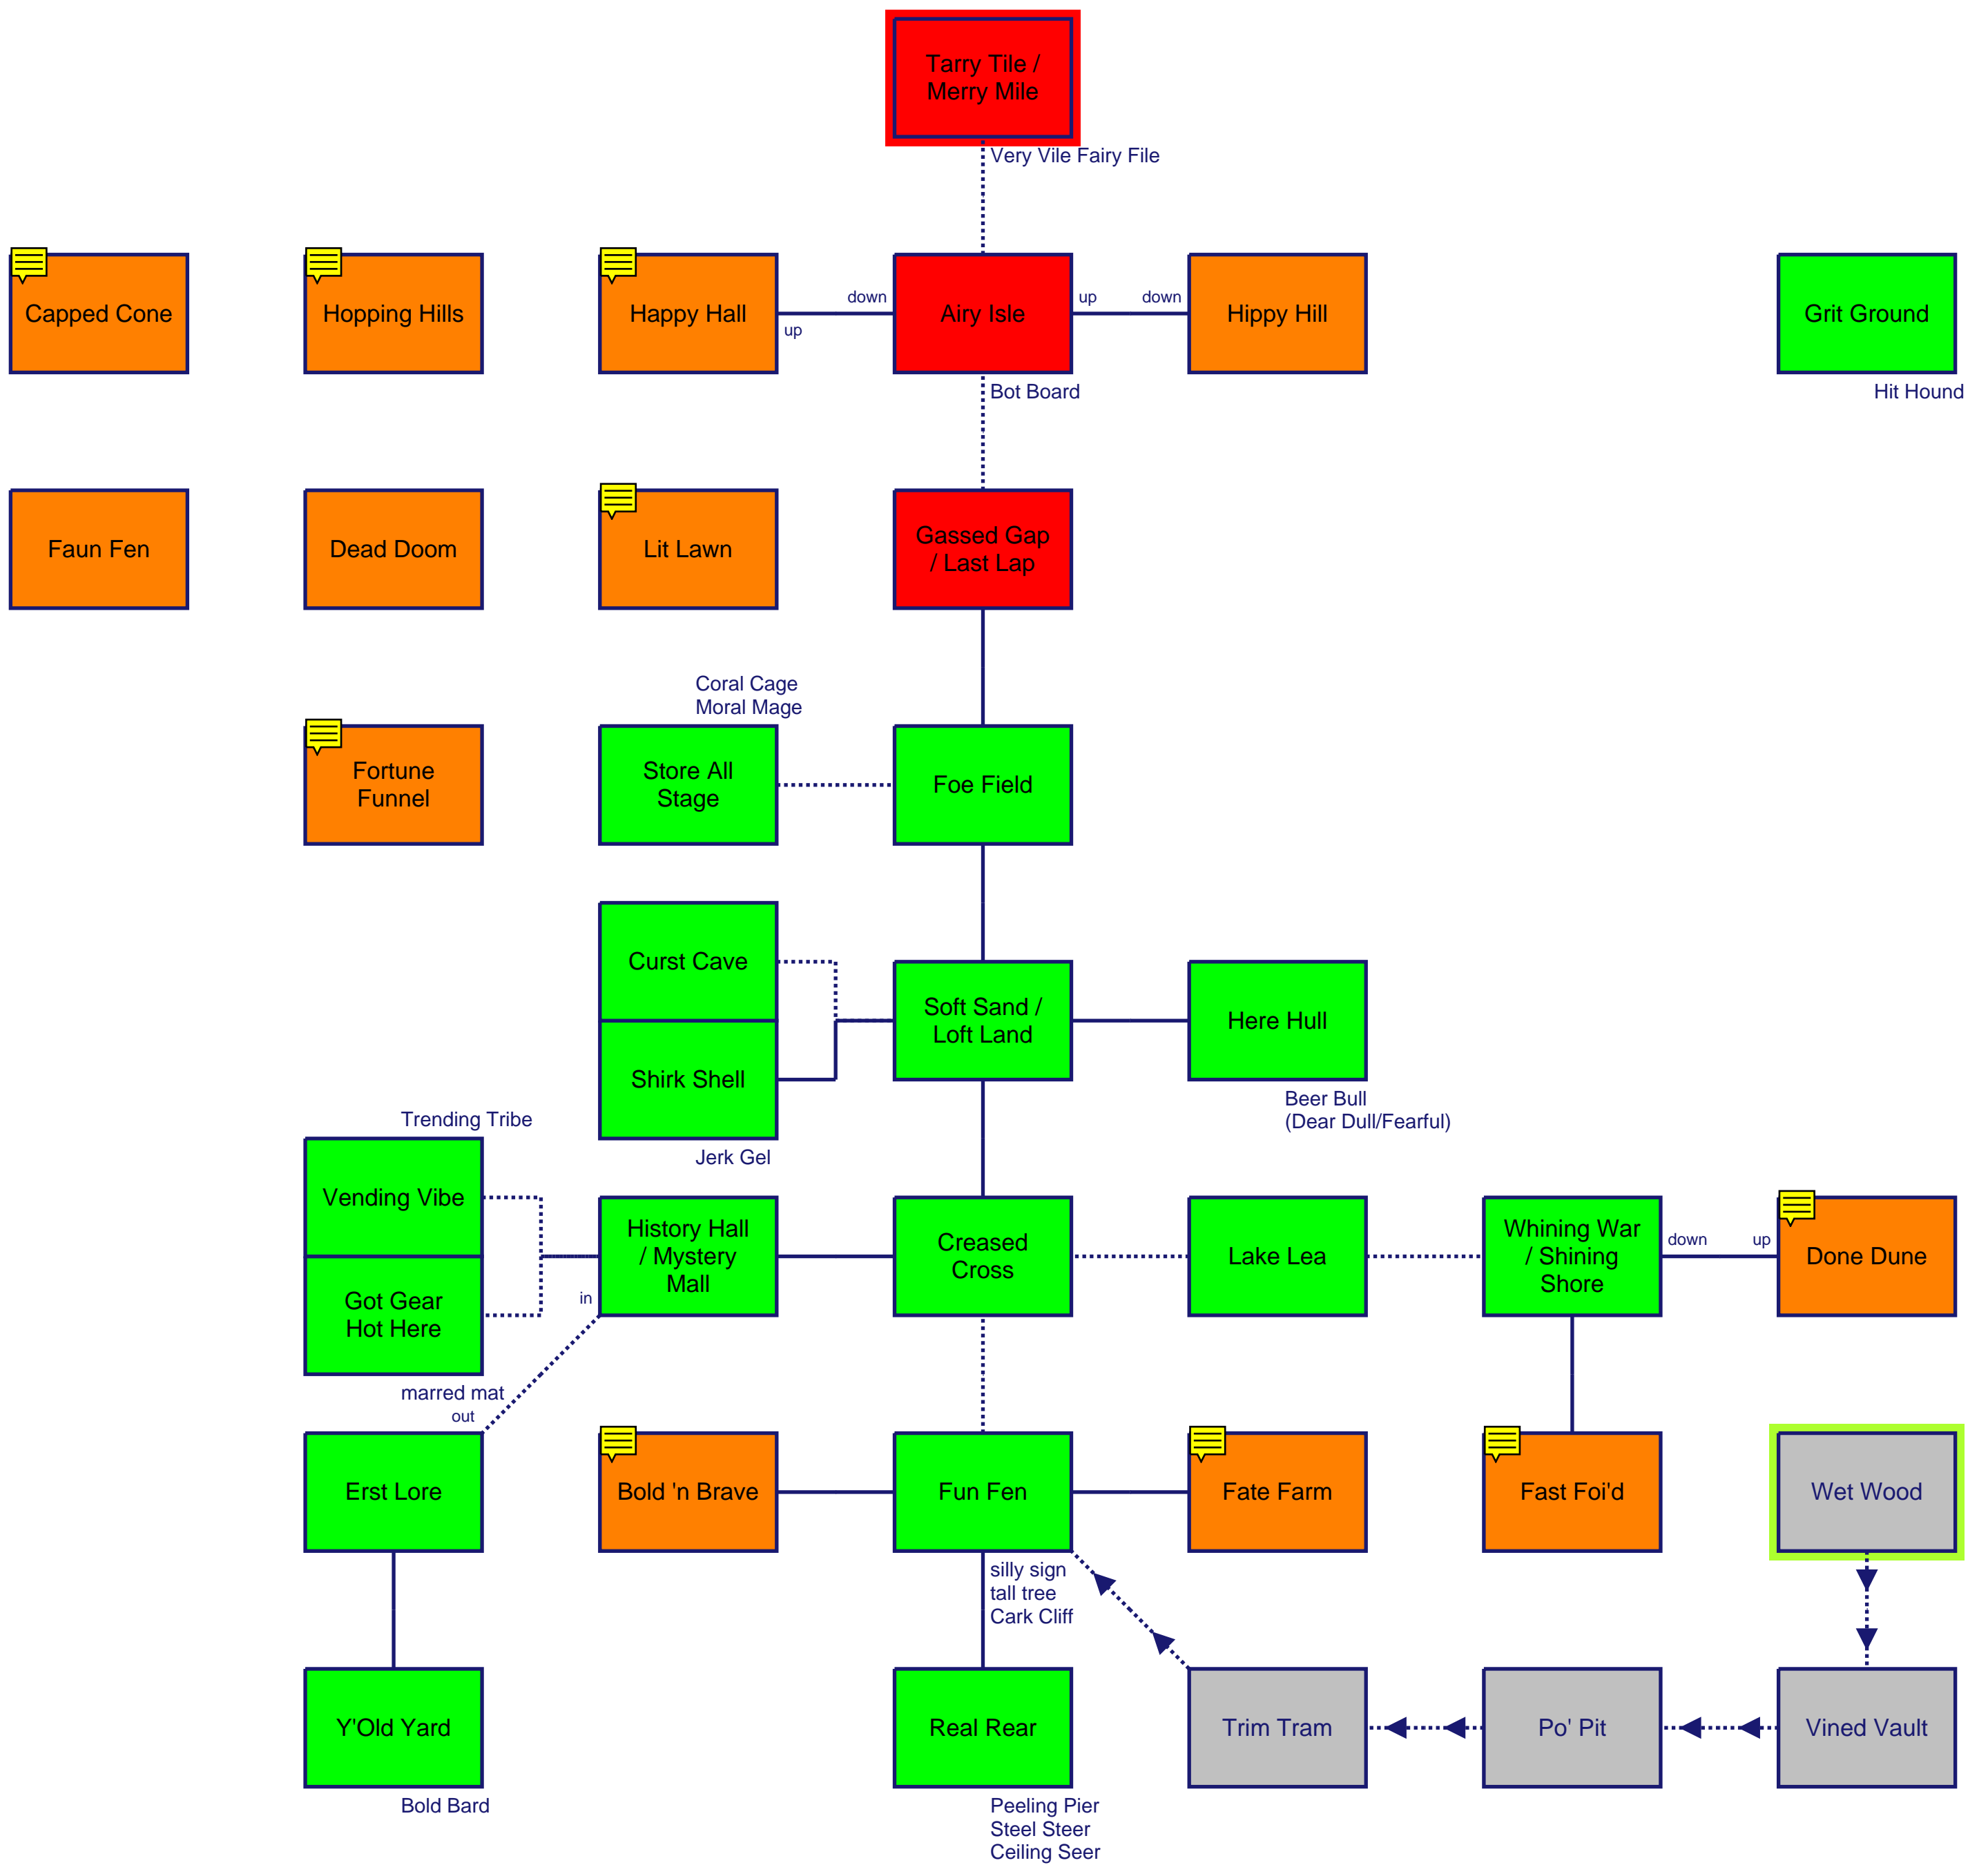 Tarry Tile /
Merry Mile
Very Vile Fairy File
Capped Cone
Hopping Hills
Happy Hall
up
down
Airy Isle
up
down
Hippy Hill
Grit Ground
Bot Board
Hit Hound
Faun Fen
Dead Doom
Lit Lawn
Gassed Gap
/ Last Lap
Coral Cage
Moral Mage
Fortune
Funnel
Store All
Stage
Foe Field
Curst Cave
Shirk Shell
Jerk Gel
Soft Sand /
Loft Land
Here Hull
Beer Bull
(Dear Dull/Fearful)
Trending Tribe
Vending Vibe
Got Gear
Hot Here
marred mat
out
in
History Hall
/ Mystery
Mall
Creased
Cross
Lake Lea
Whining War
/ Shining
Shore
down
up
Done Dune
Erst Lore
Bold 'n Brave
Fun Fen
silly sign
tall tree
Cark Cliff
Fate Farm
Fast Foi'd
Wet Wood
Y'Old Yard
Bold Bard
Real Rear
Peeling Pier
Steel Steer
Ceiling Seer
Trim Tram
Po' Pit
Vined Vault